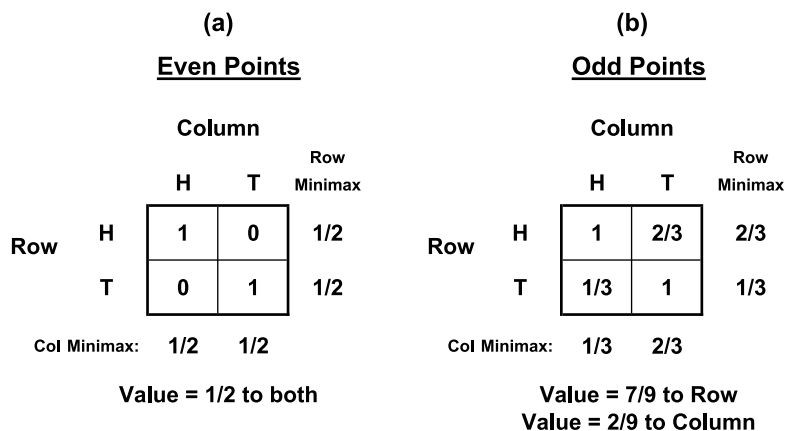 (a)
Even Points
Column
Row
H T Minimax
H 1 0 1/2
Row
T 0 1 1/2
Col Minimax: 1/2 1/2
Value = 1/2 to both
(b)
Odd Points
Column
Row
H T Minimax
H 1 2/3 2/3
Row
T 1/3 1 1/3
Col Minimax: 1/3 2/3
Value = 7/9 to Row
Value = 2/9 to Column